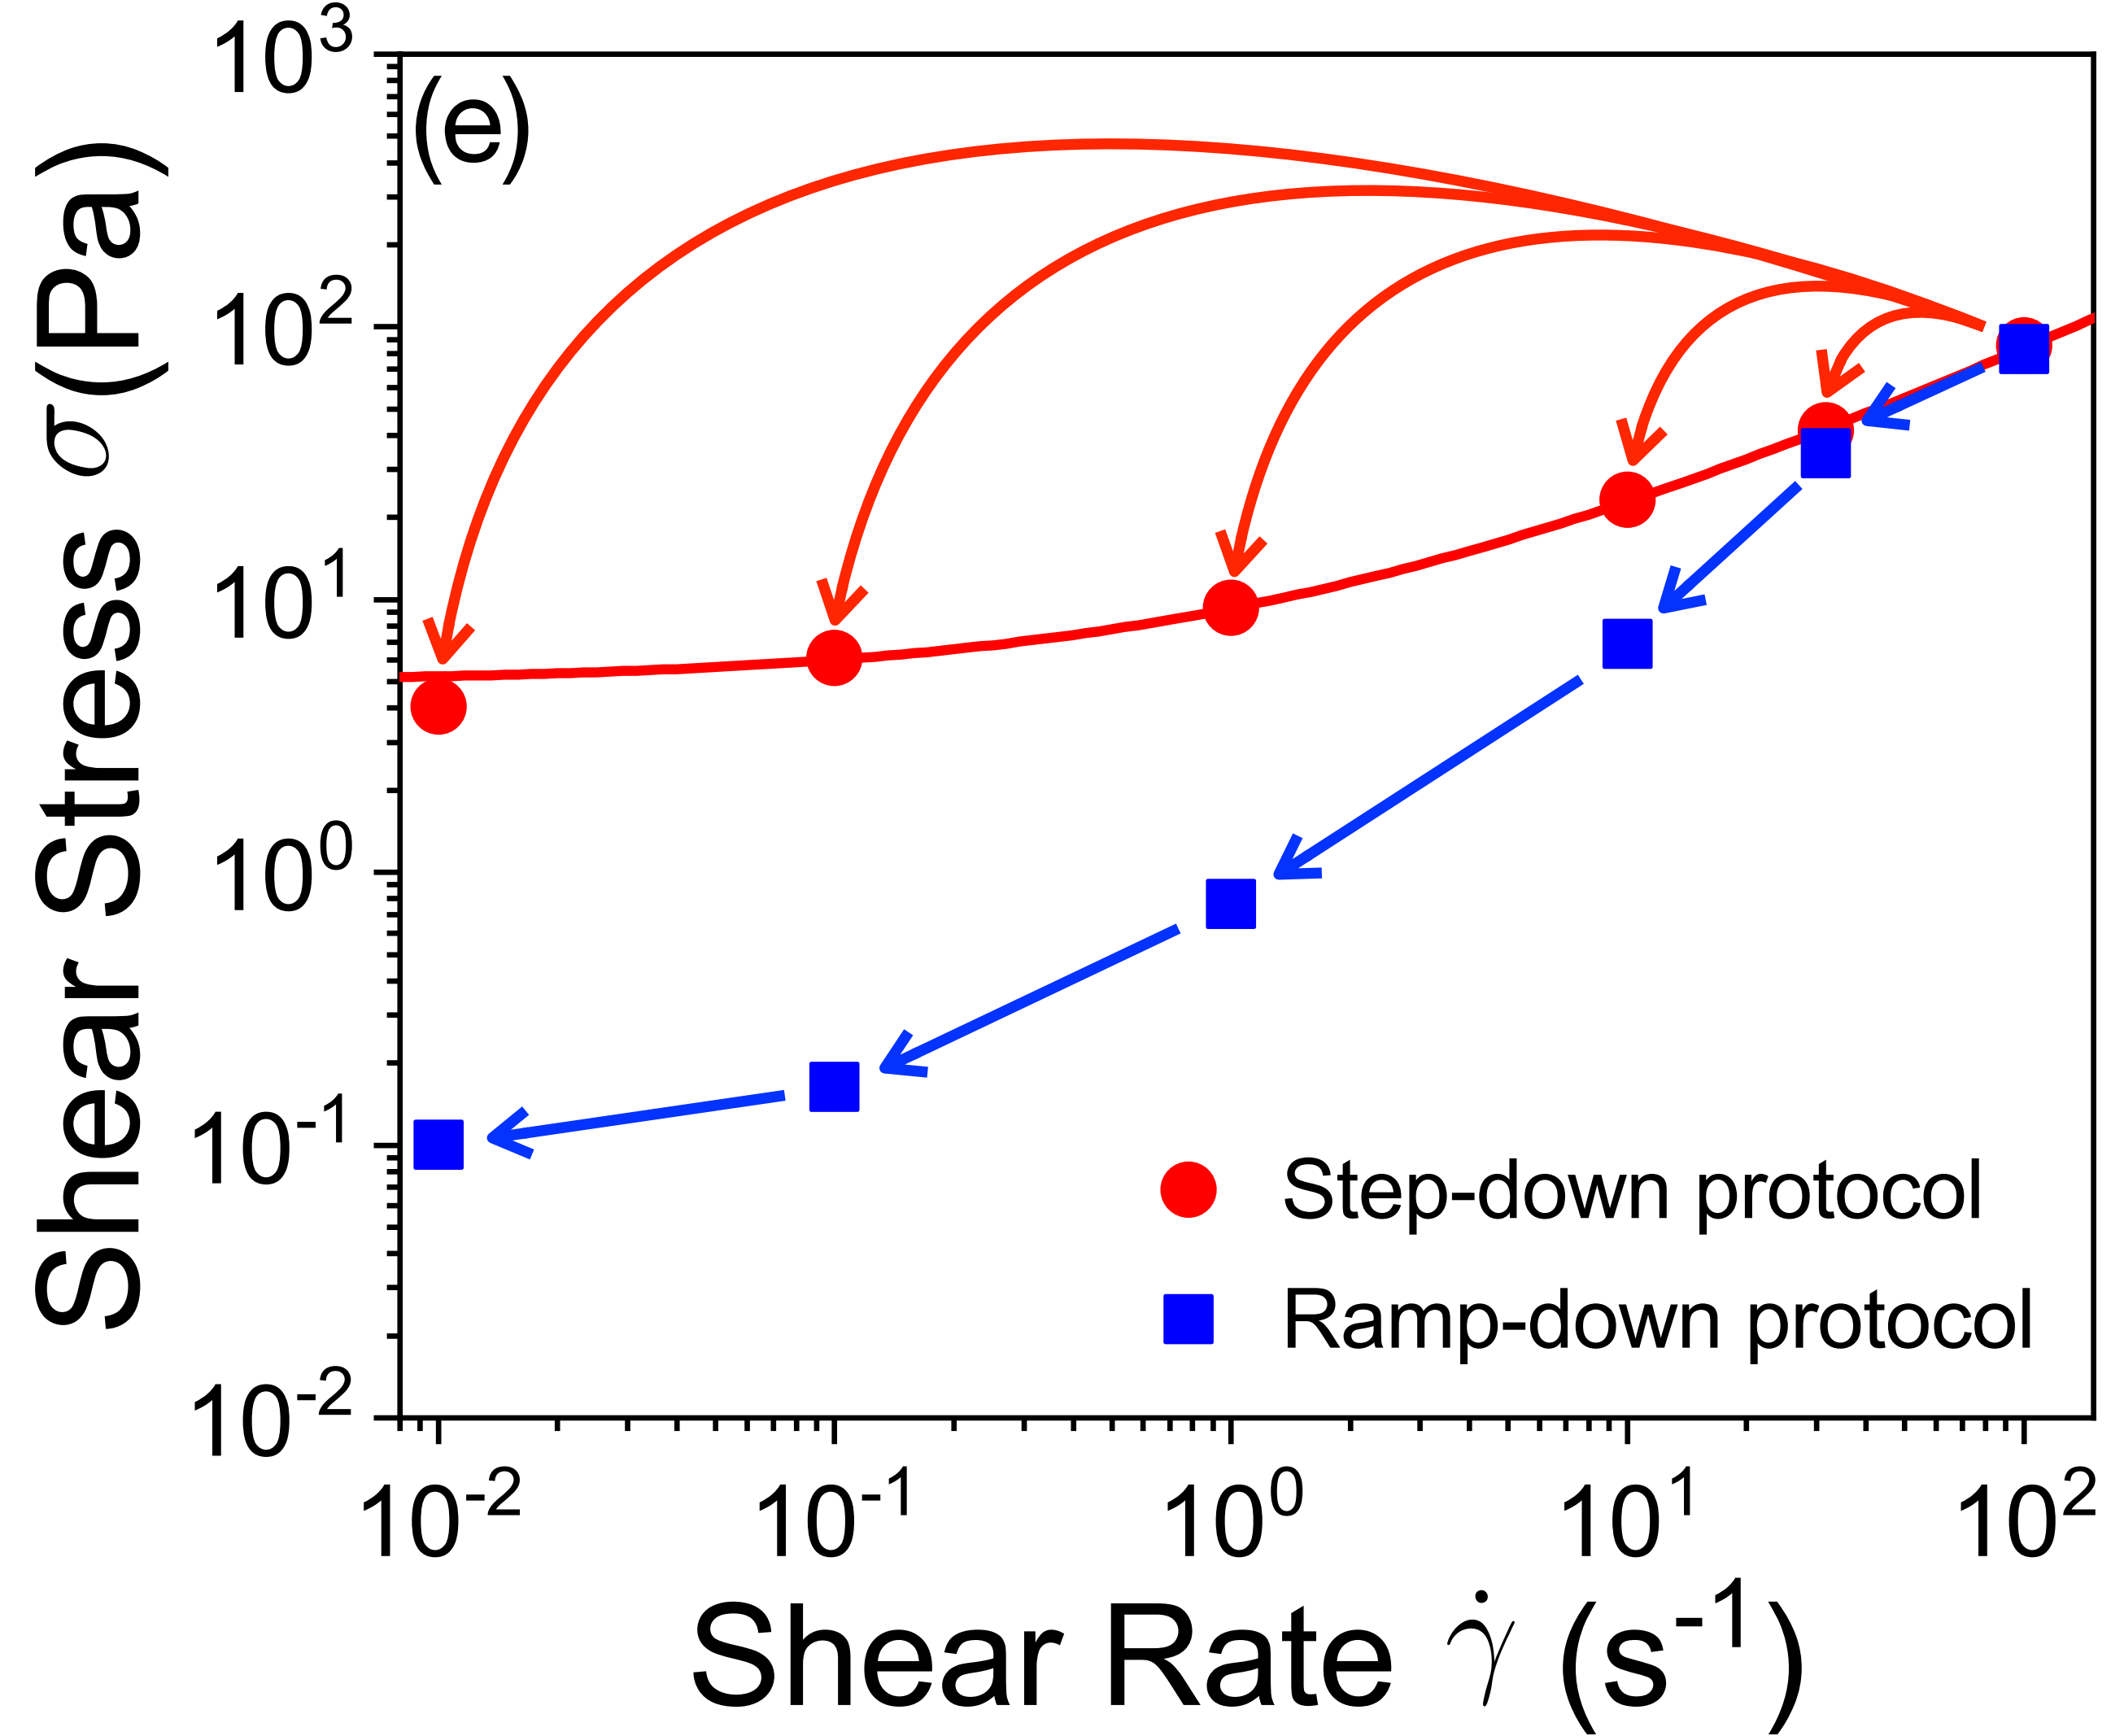 (e)
10³
10²
10¹
10⁰
10⁻¹
10⁻²
Shear Stress σ (Pa)
Step-down protocol
Ramp-down protocol
10⁻² 10⁻¹ 10⁰ 10¹ 10²
Shear Rate γ̇ (s⁻¹)